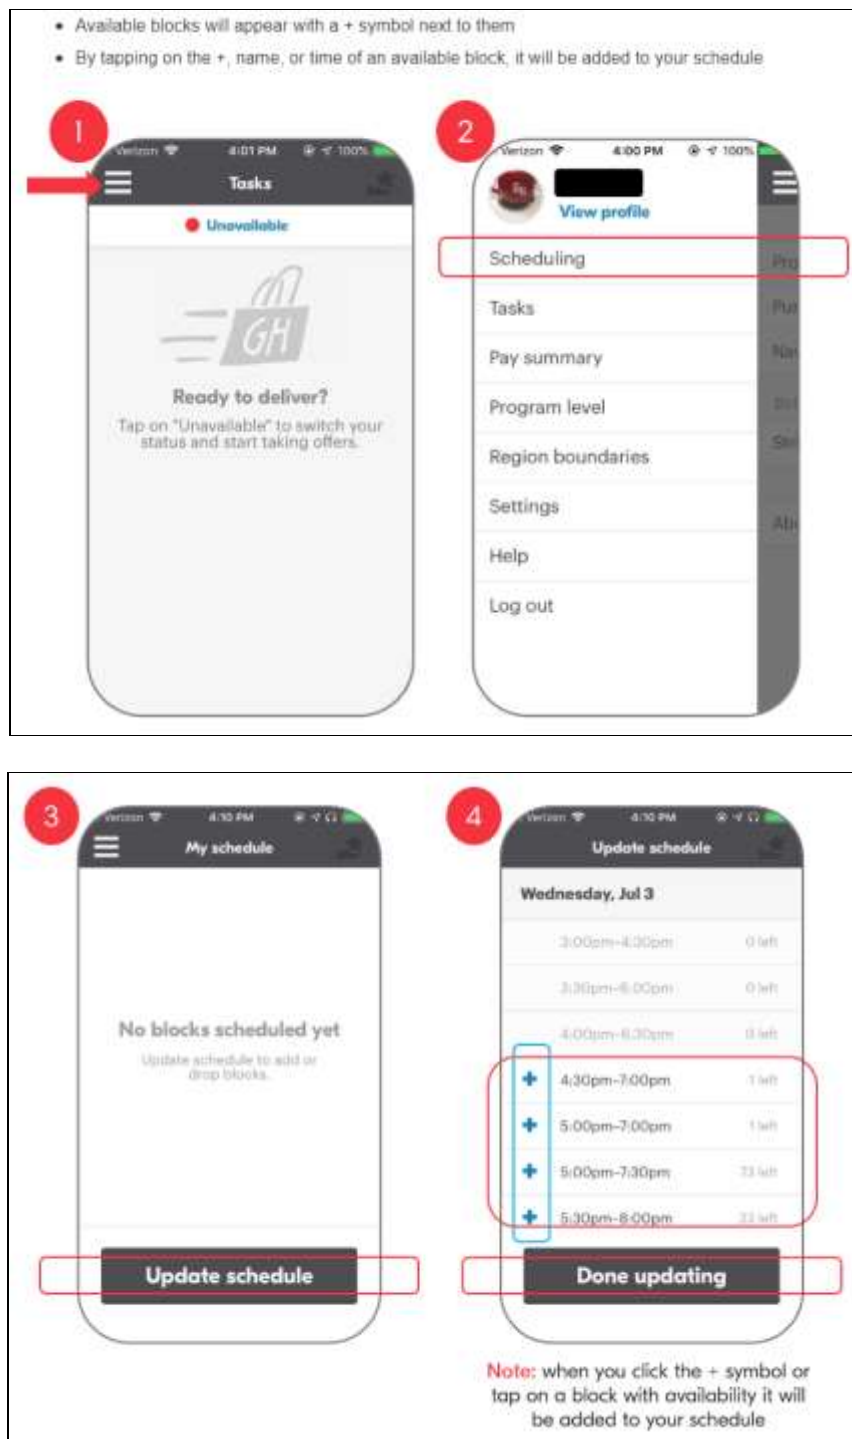 Available blocks will appear with a + symbol next to them
By tapping on the +, name, or time of an available block, it will be added to your schedule
1
Verizon 4:01 PM 100%
Tasks
Unavailable
GH
Ready to deliver?
Tap on "Unavailable" to switch your
status and start taking offers.
2
Verizon 4:00 PM 100%
View profile
Scheduling
Tasks
Pay summary
Program level
Region boundaries
Settings
Help
Log out
3
Verizon 4:10 PM
My schedule
No blocks scheduled yet
Update schedule to add or
drop blocks.
Update schedule
4
Verizon 4:10 PM
Update schedule
Wednesday, Jul 3
3:00pm-4:30pm 0 left
3:30pm-6:00pm 0 left
4:00pm-6:30pm 0 left
+ 4:30pm-7:00pm 1 left
+ 5:00pm-7:00pm 1 left
+ 5:00pm-7:30pm left
+ 5:30pm-8:00pm left
Done updating
Note: when you click the + symbol or
tap on a block with availability it will
be added to your schedule